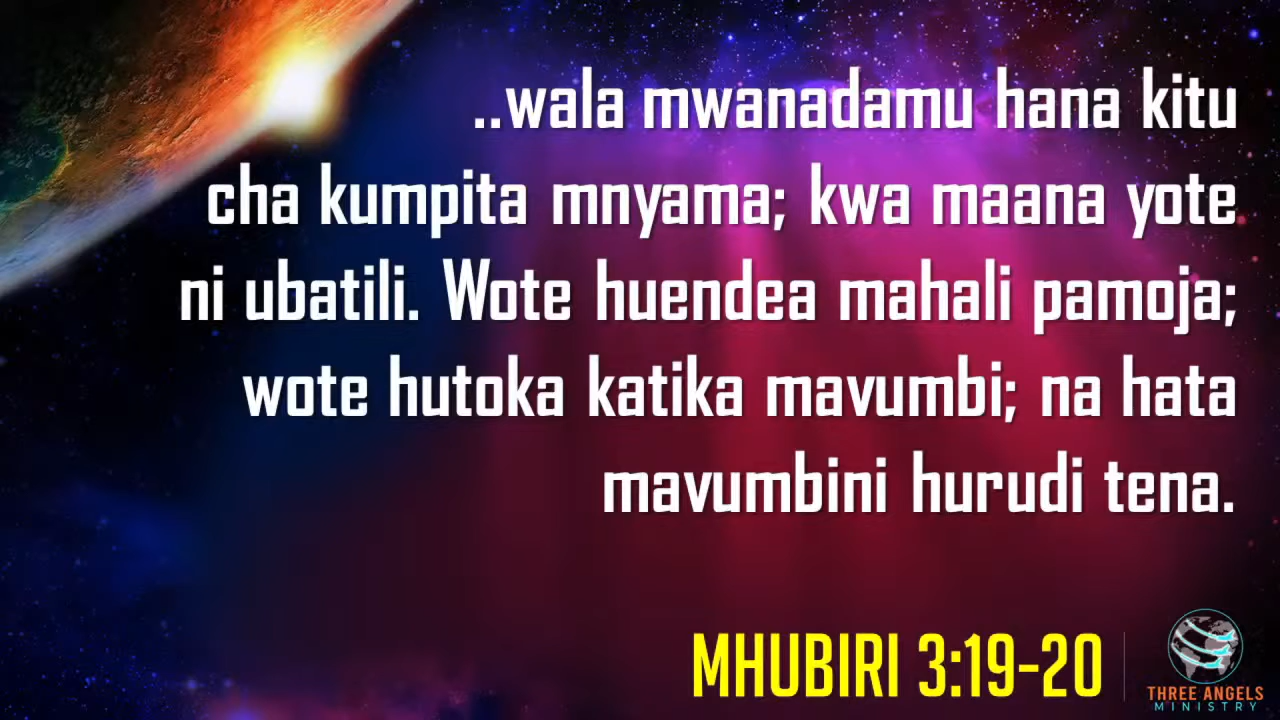 ..wala mwanadamu hana kitu
cha kumpita mnyama; kwa maana yote
ni ubatili. Wote huendea mahali pamoja;
wote hutoka katika mavumbi; na hata
mavumbini hurudi tena.
MHUBIRI 3:19-20
THREE ANGELS
MINISTRY